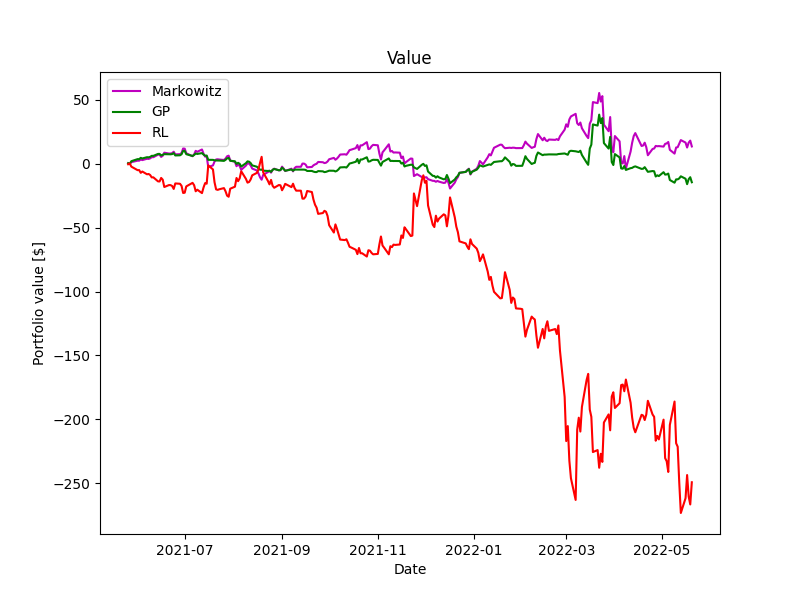 Value
Markowitz
GP
RL
50
0
−50
−100
−150
−200
−250
Portfolio value [$]
2021-07 2021-09 2021-11 2022-01 2022-03 2022-05
Date